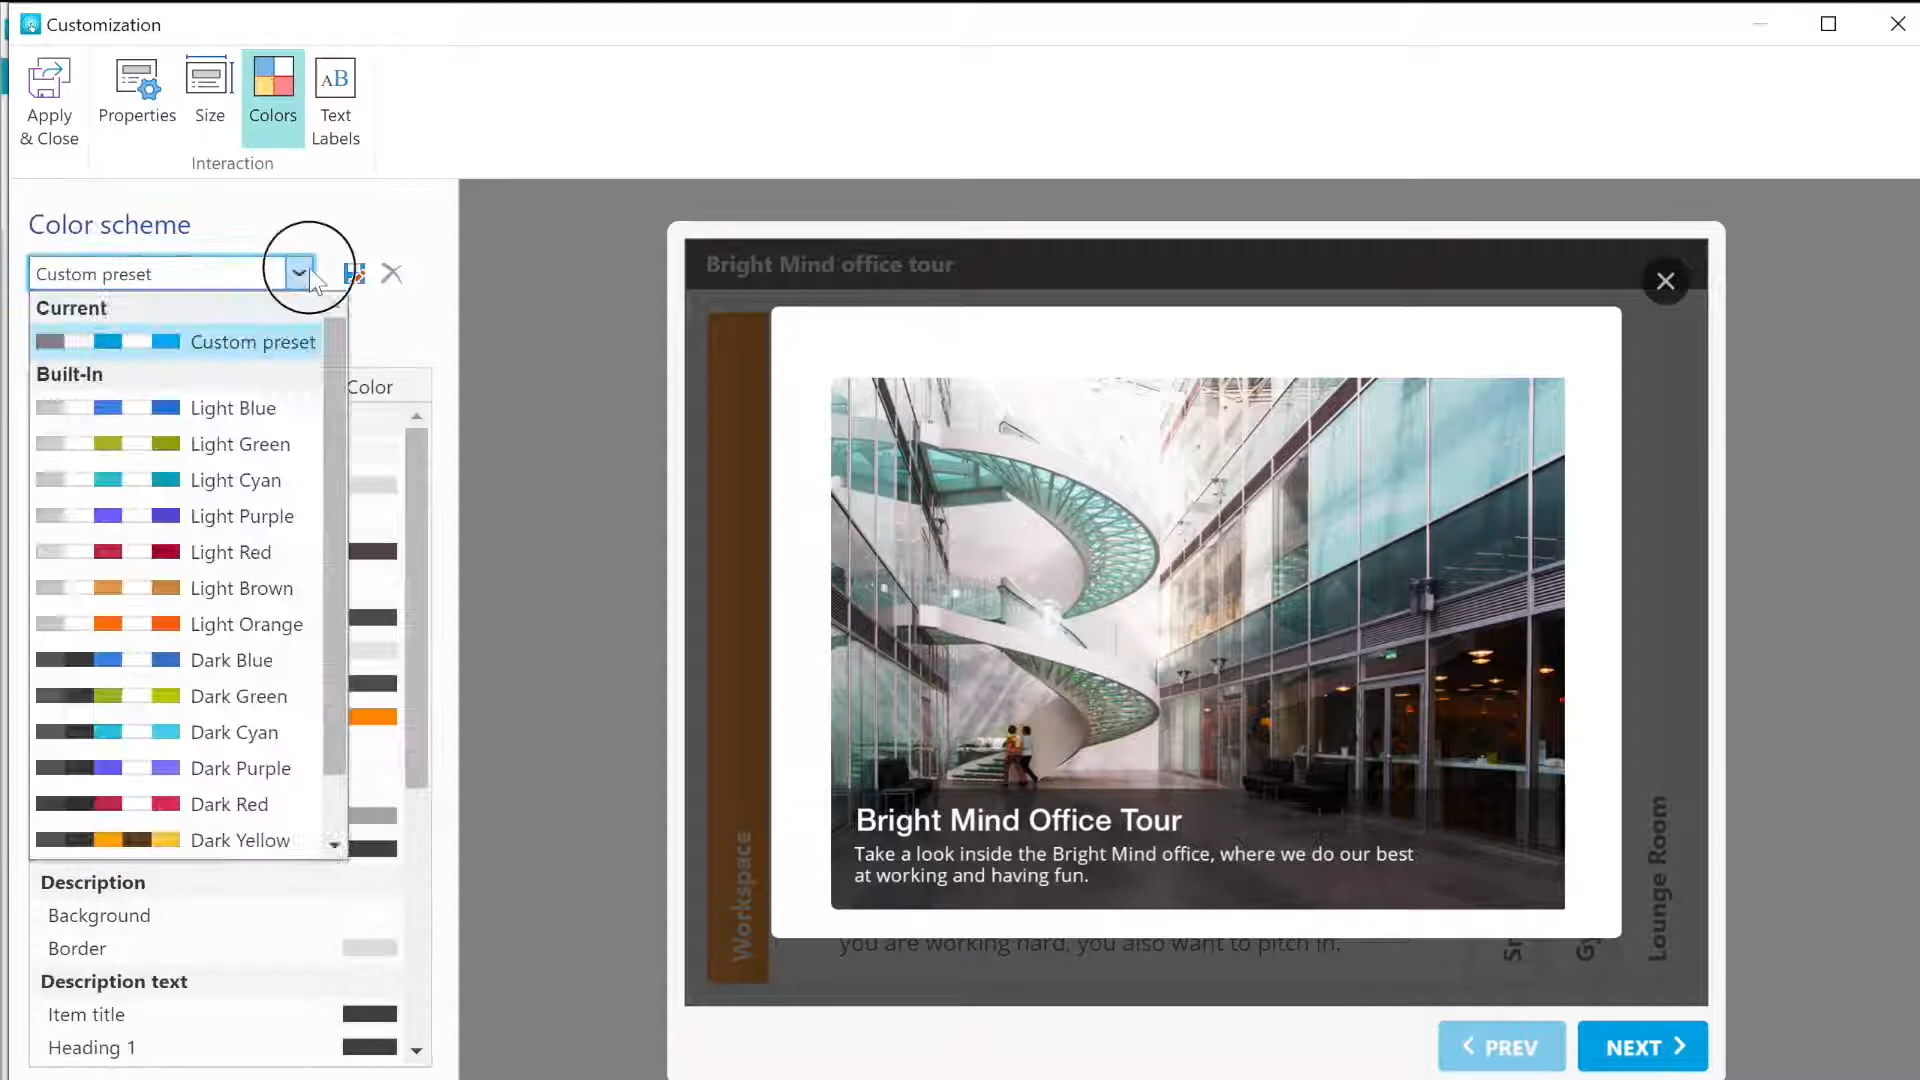 Customization
Apply
& Close
Properties
Size
Colors
AB
Text
Labels
Interaction
Color scheme
Custom preset
Current
Custom preset
Built-In
Light Blue
Light Green
Light Cyan
Light Purple
Light Red
Light Brown
Light Orange
Dark Blue
Dark Green
Dark Cyan
Dark Purple
Dark Red
Dark Yellow
Color
Description
Background
Border
Description text
Item title
Heading 1
Bright Mind office tour
Workspace
Bright Mind Office Tour
Take a look inside the Bright Mind office, where we do our best
at working and having fun.
you are working hard, you also want to pitch in.
Lounge Room
PREV
NEXT